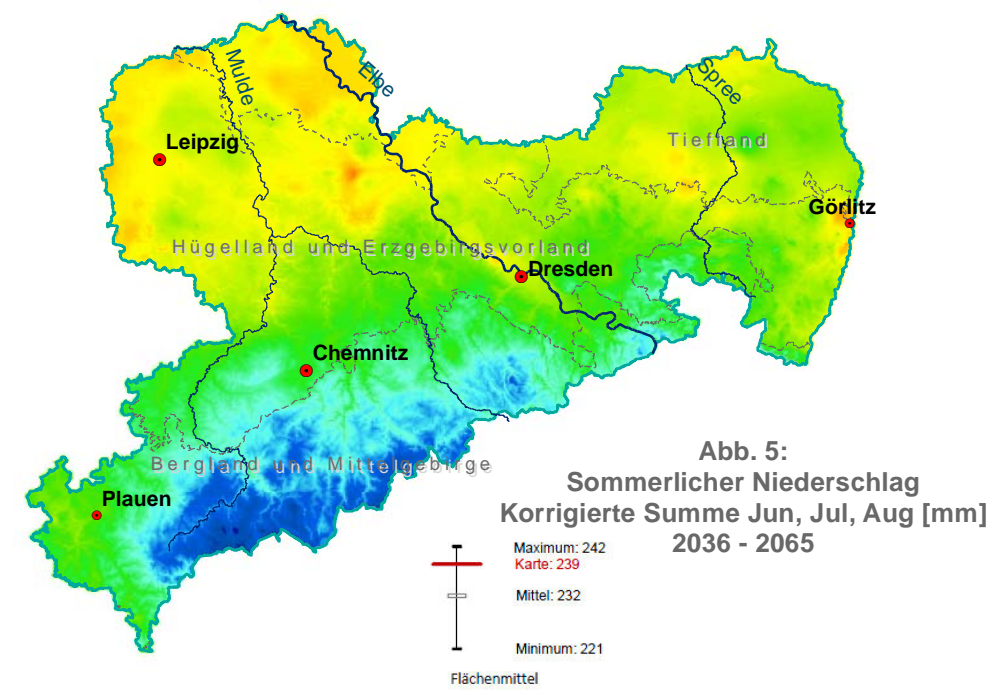 Mulde
Elbe
Spree
Leipzig
Tiefland
Görlitz
Hügelland und Erzgebirgsvorland
Dresden
Chemnitz
Bergland und Mittelgebirge
Plauen
Abb. 5:
Sommerlicher Niederschlag
Korrigierte Summe Jun, Jul, Aug [mm]
2036 - 2065
Maximum: 242
Karte: 239
Mittel: 232
Minimum: 221
Flächenmittel